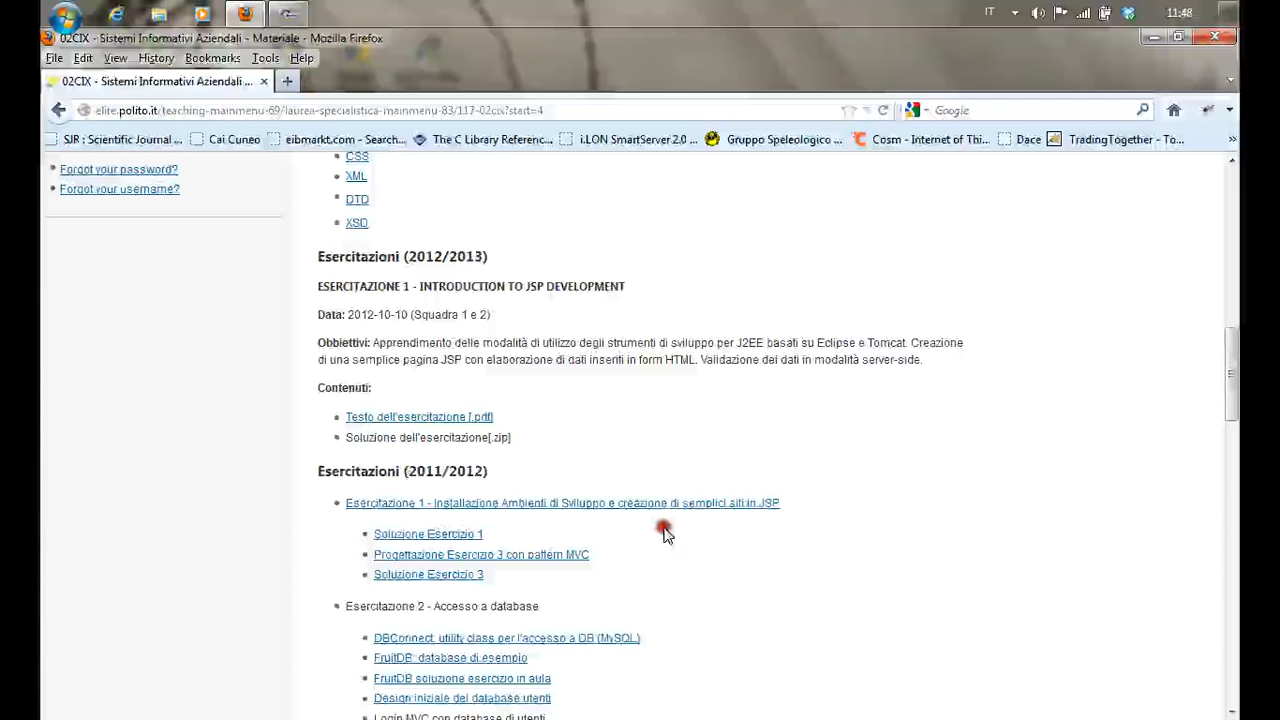 IT 11:48
02CIX - Sistemi Informativi Aziendali - Materiale - Mozilla Firefox
File Edit View History Bookmarks Tools Help
02CIX - Sistemi Informativi Aziendali ...
elite.polito.it/teaching-mainmenu-69/laurea-specialistica-mainmenu-83/117-02cix?start=4 Google
SJR : Scientific Journal ... Cai Cuneo eibmarkt.com - Search... The C Library Referenc... i.LON SmartServer 2.0 ... Gruppo Speleologico ... Cosm - Internet of Thi... Dace TradingTogether - To...
Forgot your password?
Forgot your username?
CSS
XML
DTD
XSD
Esercitazioni (2012/2013)
ESERCITAZIONE 1 - INTRODUCTION TO JSP DEVELOPMENT
Data: 2012-10-10 (Squadra 1 e 2)
Obbiettivi: Apprendimento delle modalità di utilizzo degli strumenti di sviluppo per J2EE basati su Eclipse e Tomcat. Creazione
di una semplice pagina JSP con elaborazione di dati inseriti in form HTML. Validazione dei dati in modalità server-side.
Contenuti:
Testo dell'esercitazione [.pdf]
Soluzione dell'esercitazione[.zip]
Esercitazioni (2011/2012)
Esercitazione 1 - Installazione Ambienti di Sviluppo e creazione di semplici siti in JSP
Soluzione Esercizio 1
Progettazione Esercizio 3 con pattern MVC
Soluzione Esercizio 3
Esercitazione 2 - Accesso a database
DBConnect, utility class per l'accesso a DB (MySQL)
FruitDB database di esempio
FruitDB soluzione esercizio in aula
Design iniziale del database utenti
Login MVC con database di utenti